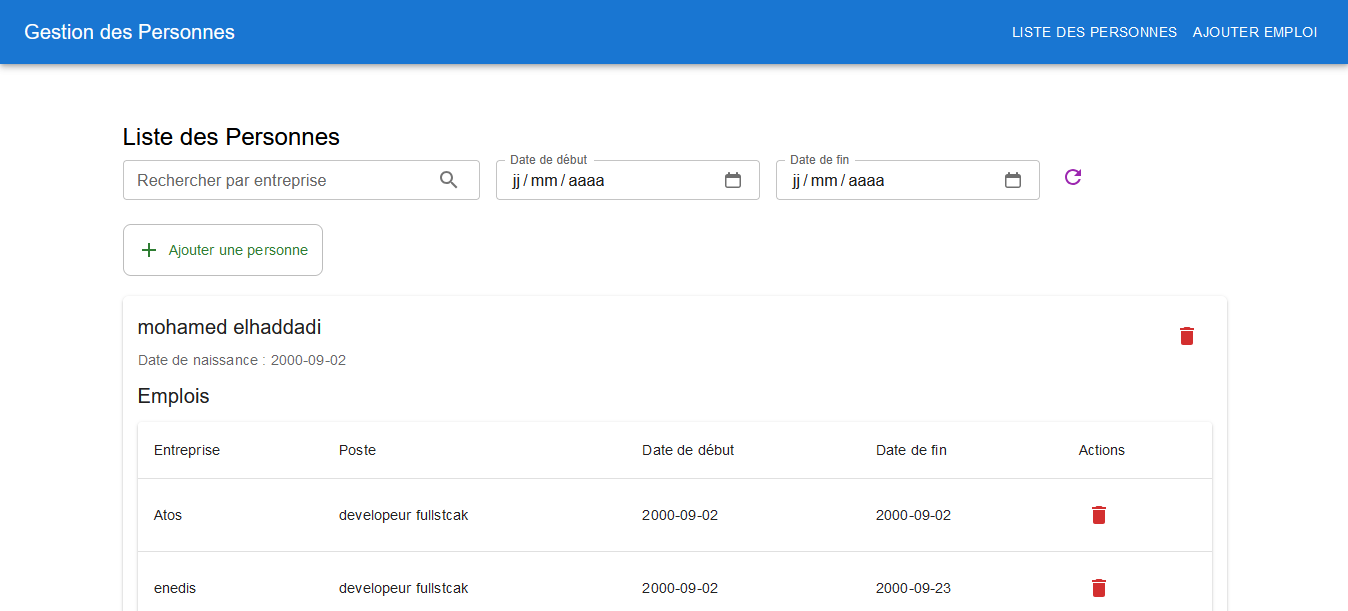 Gestion des Personnes LISTE DES PERSONNES AJOUTER EMPLOI
Liste des Personnes
Date de début Date de fin
Rechercher par entreprise jj/mm/aaaa jj/mm/aaaa
Ajouter une personne
mohamed elhaddadi
Date de naissance : 2000-09-02
Emplois
Entreprise Poste Date de début Date de fin Actions
Atos developeur fullstcak 2000-09-02 2000-09-02
enedis developeur fullstcak 2000-09-02 2000-09-23